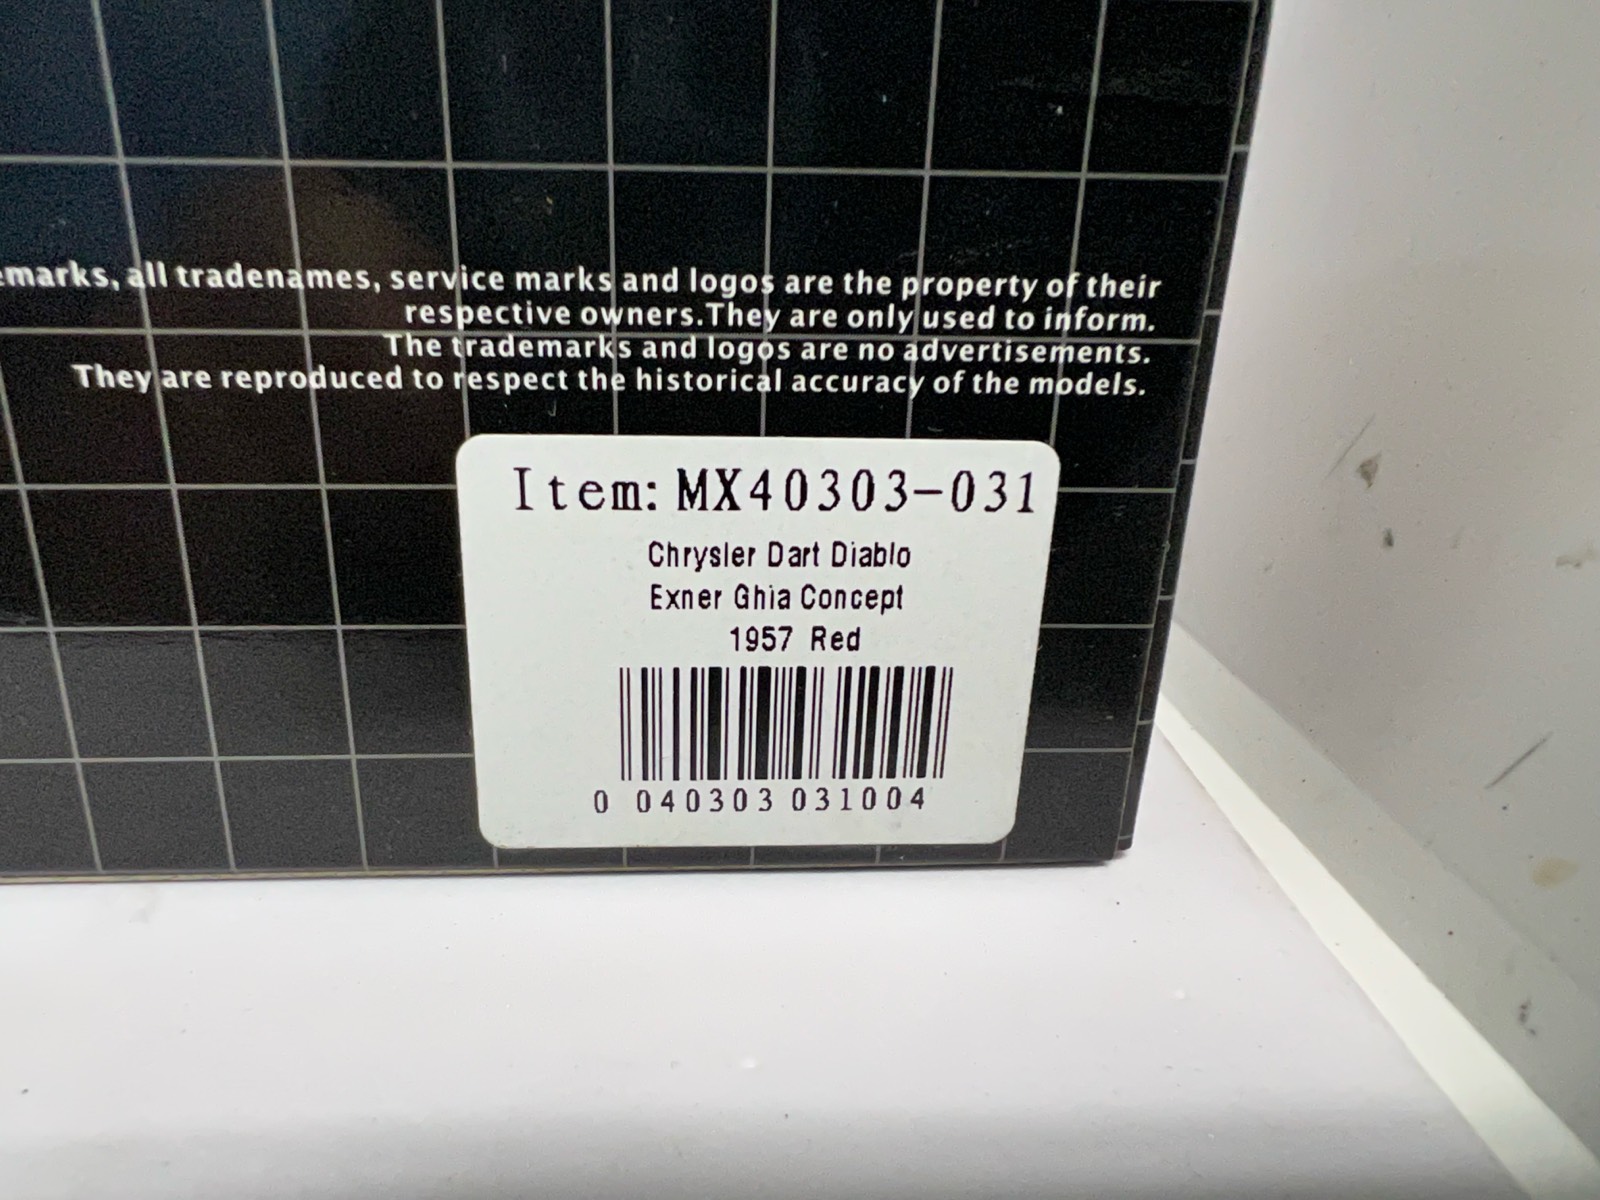 emarks, all tradenames, service marks and logos are the property of their
respective owners.They are only used to inform.
The trademarks and logos are no advertisements.
They are reproduced to respect the historical accuracy of the models.
Item: MX40303-031
Chrysler Dart Diablo
Exner Ghia Concept
1957 Red
0 040303 031004